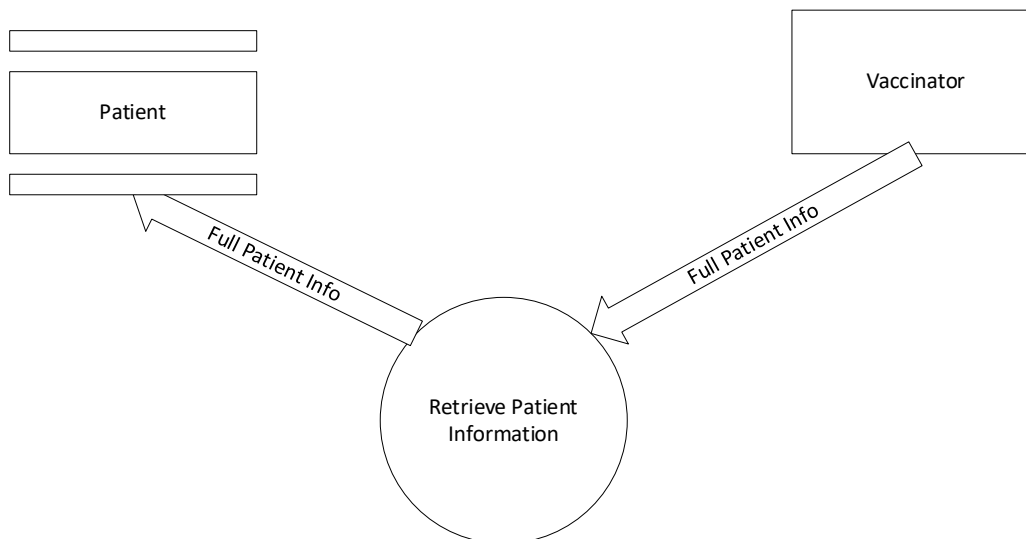 Patient
Vaccinator
Full Patient Info
Full Patient Info
Retrieve Patient
Information